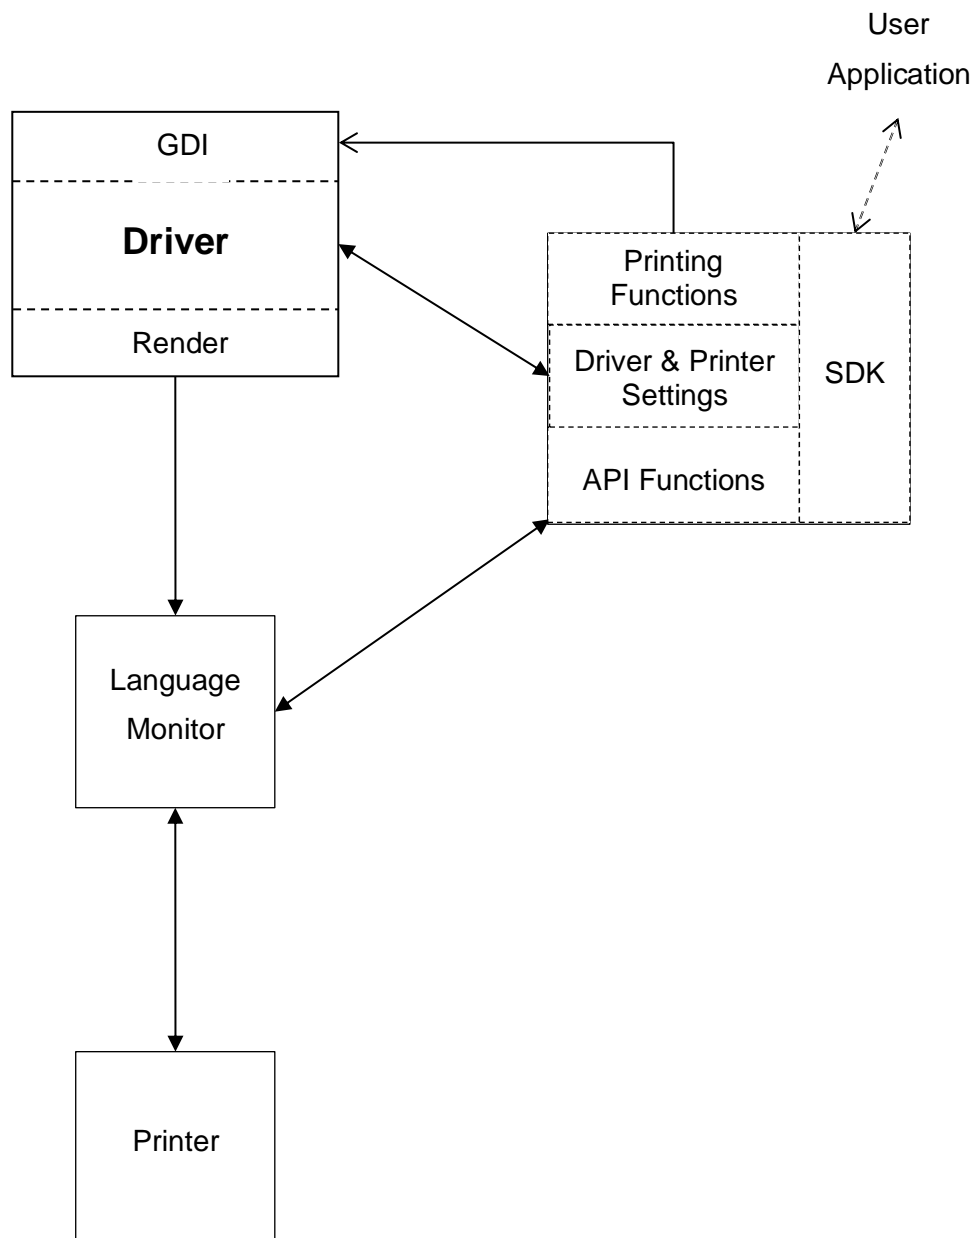 User
Application
GDI
Driver
Render
Printing
Functions
Driver & Printer
Settings
API Functions
SDK
Language
Monitor
Printer